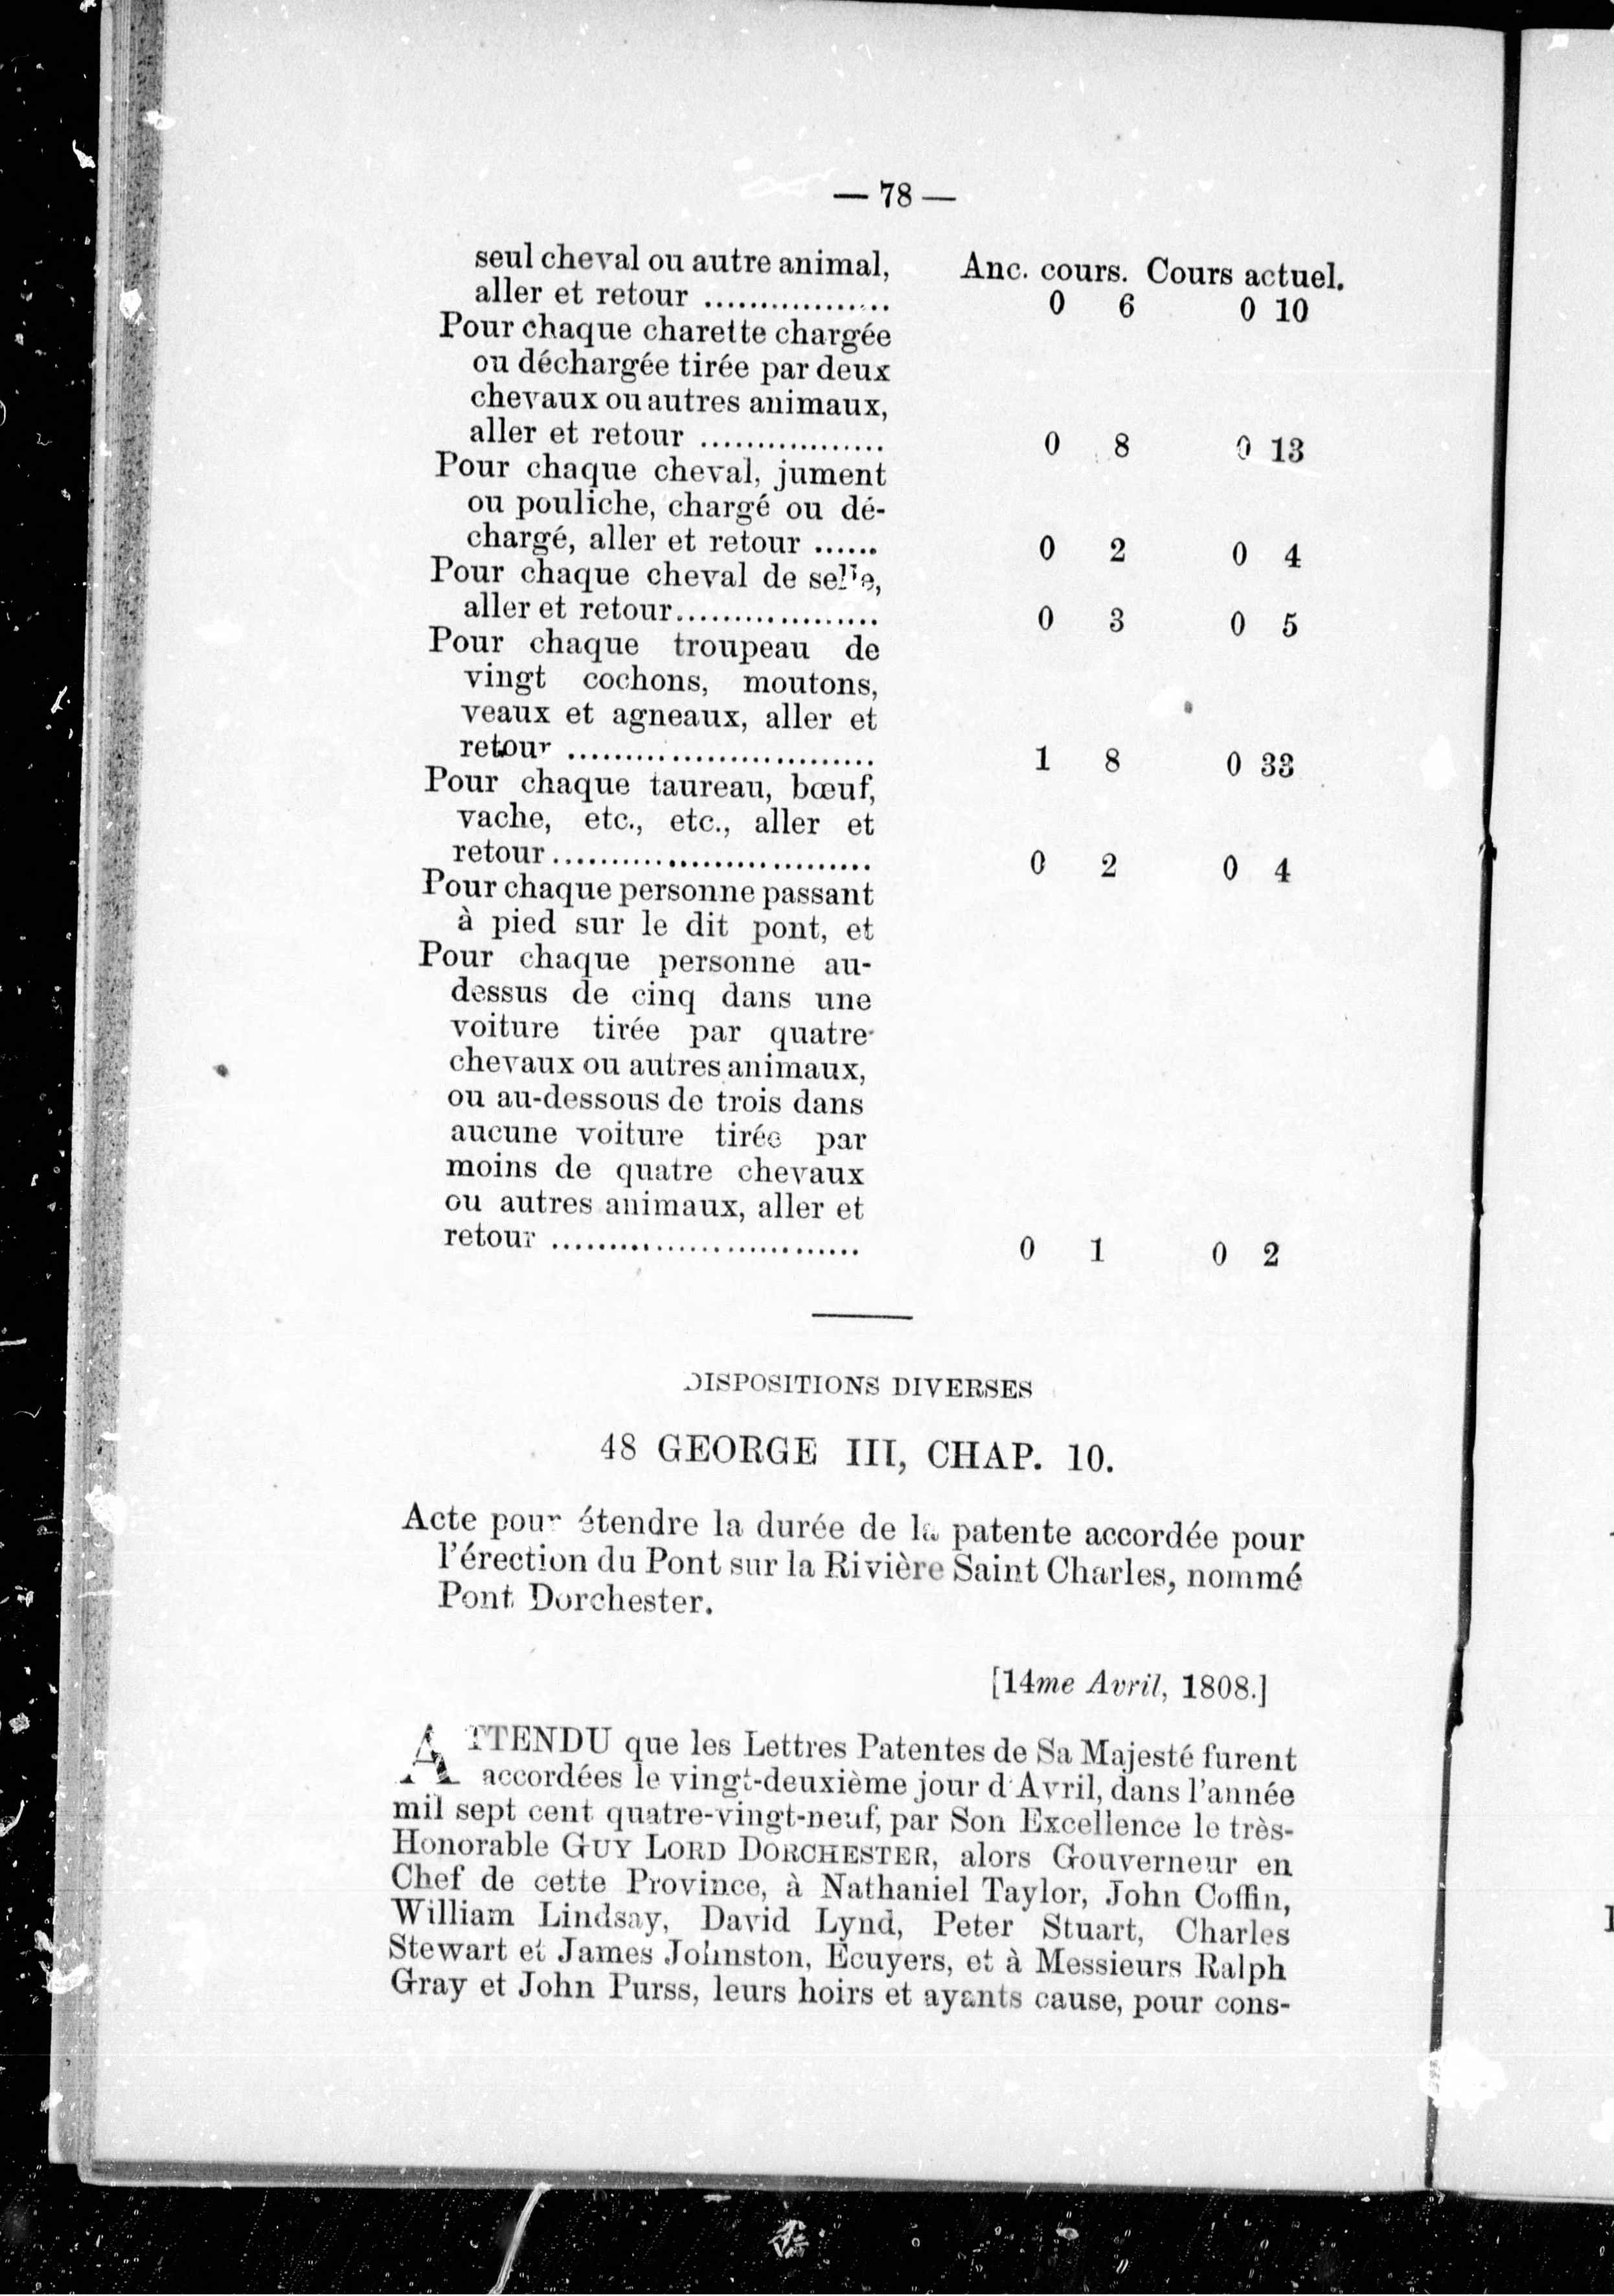 — 78 —
Anc. cours. Cours actuel.
seul cheval ou autre animal,
aller et retour ................. 0 6 0 10
Pour chaque charette chargée
ou déchargée tirée par deux
chevaux ou autres animaux,
aller et retour ................. 0 8 0 13
Pour chaque cheval, jument
ou pouliche, chargé ou dé-
chargé, aller et retour ...... 0 2 0 4
Pour chaque cheval de selle,
aller et retour.................. 0 3 0 5
Pour chaque troupeau de
vingt cochons, moutons,
veaux et agneaux, aller et
retour ............................ 1 8 0 33
Pour chaque taureau, bœuf,
vache, etc., etc., aller et
retour............................. 0 2 0 4
Pour chaque personne passant
à pied sur le dit pont, et
Pour chaque personne au-
dessus de cinq dans une
voiture tirée par quatre
chevaux ou autres animaux,
ou au-dessous de trois dans
aucune voiture tirée par
moins de quatre chevaux
ou autres animaux, aller et
retour ............................ 0 1 0 2
DISPOSITIONS DIVERSES
48 GEORGE III, CHAP. 10.
Acte pour étendre la durée de la patente accordée pour
l'érection du Pont sur la Rivière Saint Charles, nommé
Pont Dorchester.
[14me Avril, 1808.]
ATTENDU que les Lettres Patentes de Sa Majesté furent
accordées le vingt-deuxième jour d'Avril, dans l'année
mil sept cent quatre-vingt-neuf, par Son Excellence le très-
Honorable GUY LORD DORCHESTER, alors Gouverneur en
Chef de cette Province, à Nathaniel Taylor, John Coffin,
William Lindsay, David Lynd, Peter Stuart, Charles
Stewart et James Johnston, Ecuyers, et à Messieurs Ralph
Gray et John Purss, leurs hoirs et ayants cause, pour cons-